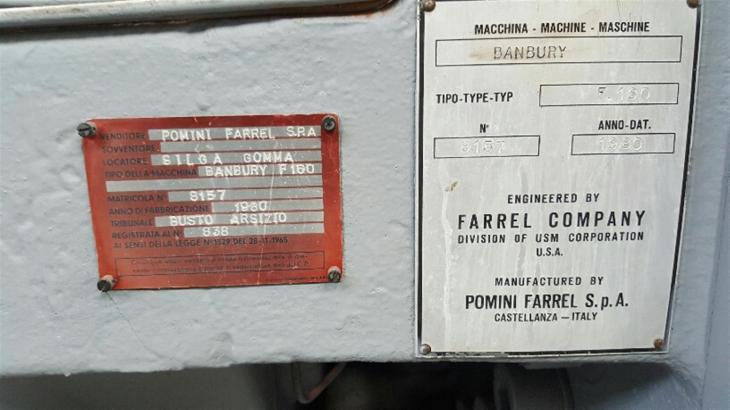 VENDITORE POMINI FARREL S.P.A
SOVVENTORE
LOCATORE SILGA GOMMA
TIPO DELLA MACCHINA BANBURY F160
MATRICOLA N° 8157
ANNO DI FABBRICAZIONE 1980
TRIBUNALE BUSTO ARSIZIO
REGISTRATA AL N° 838
AI SENSI DELLA LEGGE N° 1329 DEL 28-11-1965
MACCHINA - MACHINE - MASCHINE
BANBURY
TIPO-TYPE-TYP F.160
N° ANNO-DAT.
8157 1980
ENGINEERED BY
FARREL COMPANY
DIVISION OF USM CORPORATION
U.S.A.
MANUFACTURED BY
POMINI FARREL S.p.A.
CASTELLANZA - ITALY